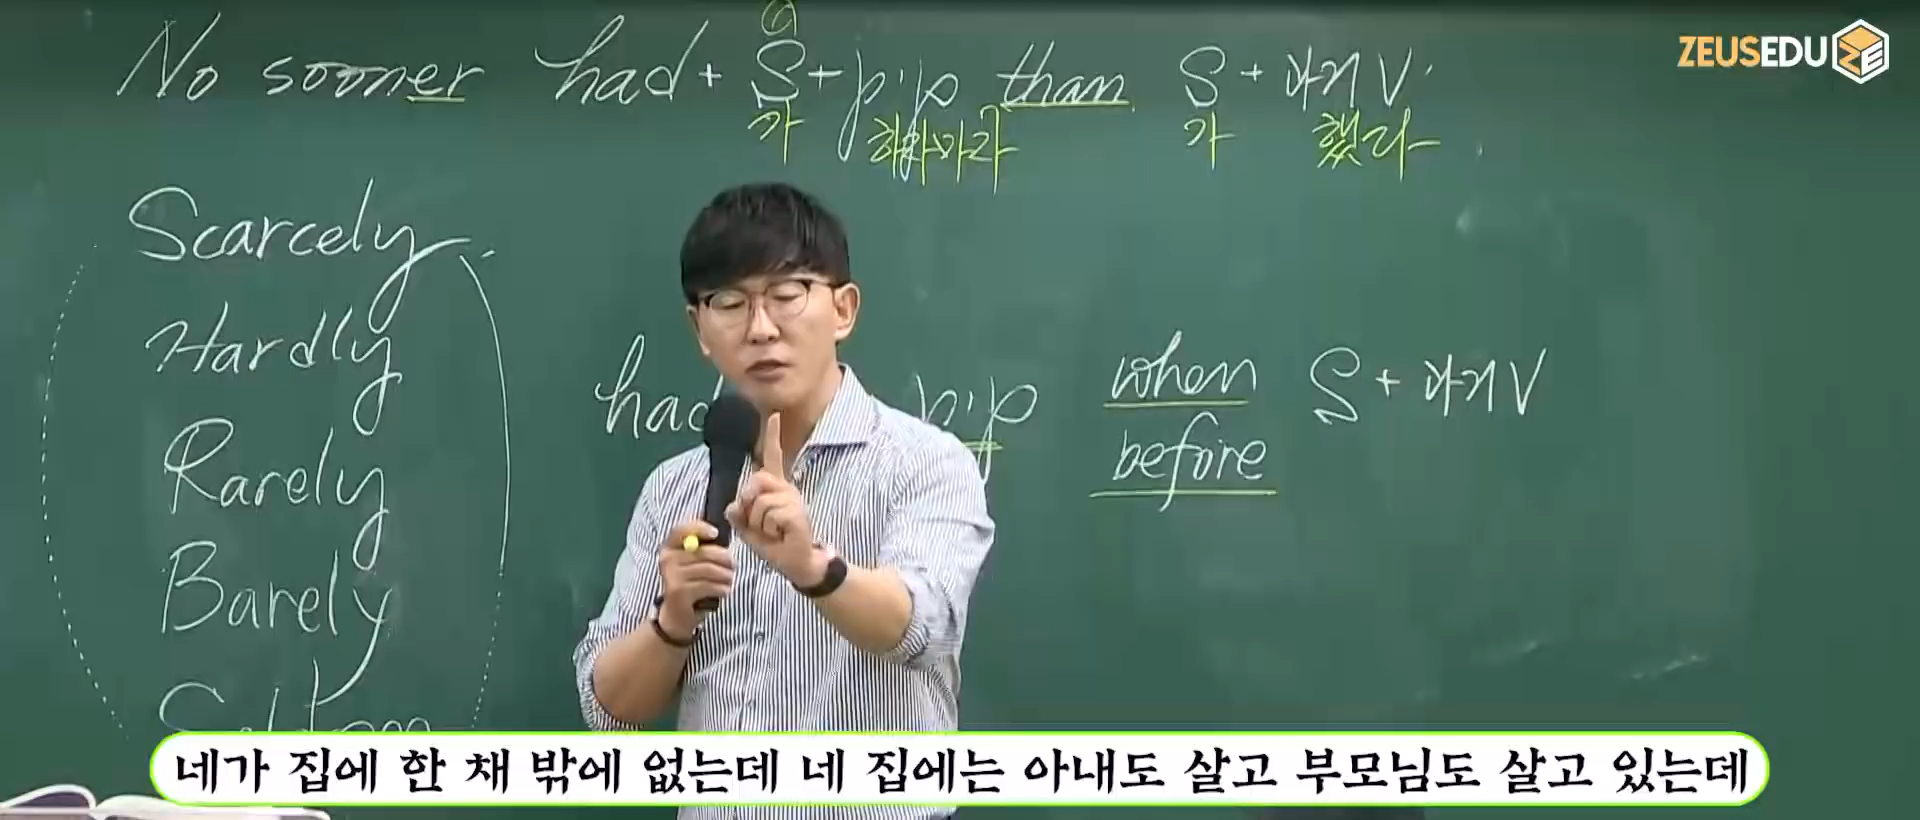 No sooner had + S + p.p than S + 과거 V.
가 하자마자 가 했다
ZEUSEDU
Scarcely
Hardly
Rarely
Barely
Seldom
had p.p when S + 과거 V
before
네가 집에 한 채 밖에 없는데 네 집에는 아내도 살고 부모님도 살고 있는데